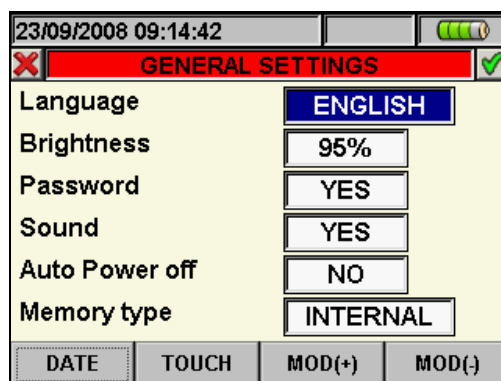 23/09/2008 09:14:42
GENERAL SETTINGS
Language ENGLISH
Brightness 95%
Password YES
Sound YES
Auto Power off NO
Memory type INTERNAL
DATE TOUCH MOD(+) MOD(-)